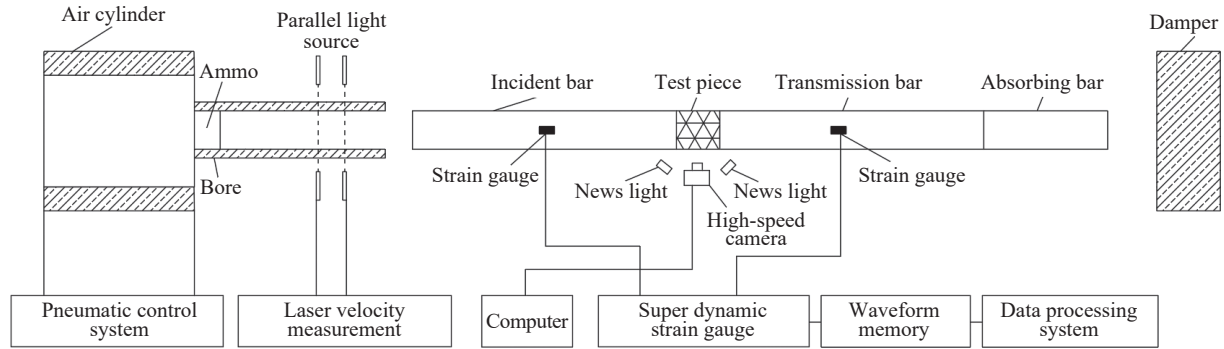 Air cylinder
Ammo
Bore
Parallel light
source
Incident bar
Test piece
Transmission bar
Absorbing bar
Damper
Strain gauge
News light
News light
High-speed
camera
Strain gauge
Pneumatic control
system
Laser velocity
measurement
Computer
Super dynamic
strain gauge
Waveform
memory
Data processing
system